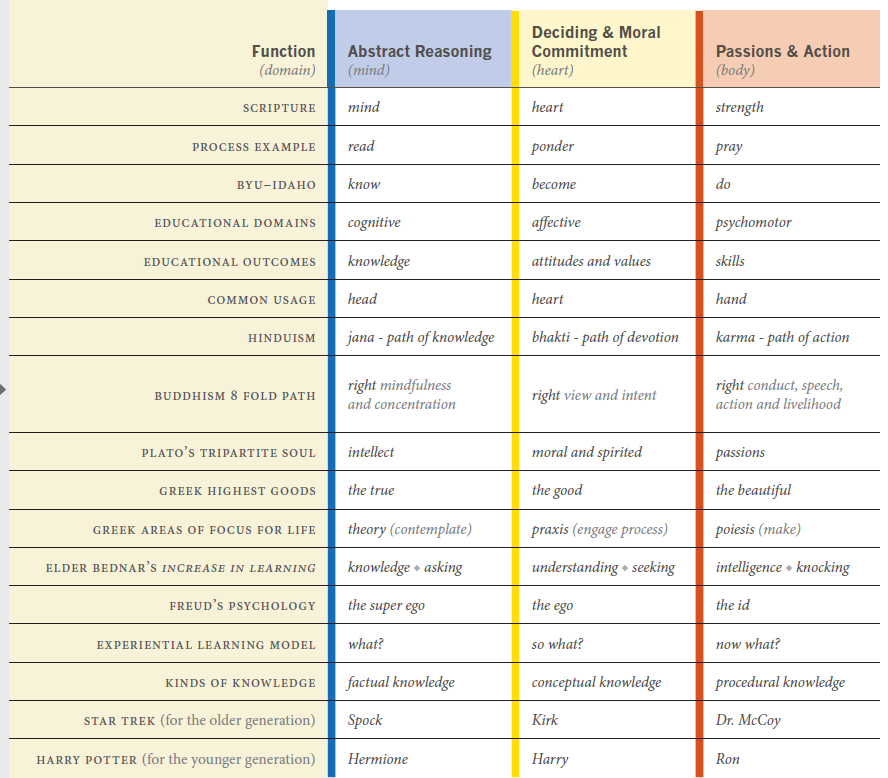 Function
(domain)
Abstract Reasoning
(mind)
Deciding & Moral
Commitment
(heart)
Passions & Action
(body)
SCRIPTURE mind heart strength
PROCESS EXAMPLE read ponder pray
BYU–IDAHO know become do
EDUCATIONAL DOMAINS cognitive affective psychomotor
EDUCATIONAL OUTCOMES knowledge attitudes and values skills
COMMON USAGE head heart hand
HINDUISM jana - path of knowledge bhakti - path of devotion karma - path of action
BUDDHISM 8 FOLD PATH
right mindfulness
and concentration
right view and intent
right conduct, speech,
action and livelihood
PLATO’S TRIPARTITE SOUL intellect moral and spirited passions
GREEK HIGHEST GOODS the true the good the beautiful
GREEK AREAS OF FOCUS FOR LIFE theory (contemplate) praxis (engage process) poiesis (make)
ELDER BEDNAR’S INCREASE IN LEARNING knowledge ◆ asking understanding ◆ seeking intelligence ◆ knocking
FREUD’S PSYCHOLOGY the super ego the ego the id
EXPERIENTIAL LEARNING MODEL what? so what? now what?
KINDS OF KNOWLEDGE factual knowledge conceptual knowledge procedural knowledge
STAR TREK (for the older generation) Spock Kirk Dr. McCoy
HARRY POTTER (for the younger generation) Hermione Harry Ron